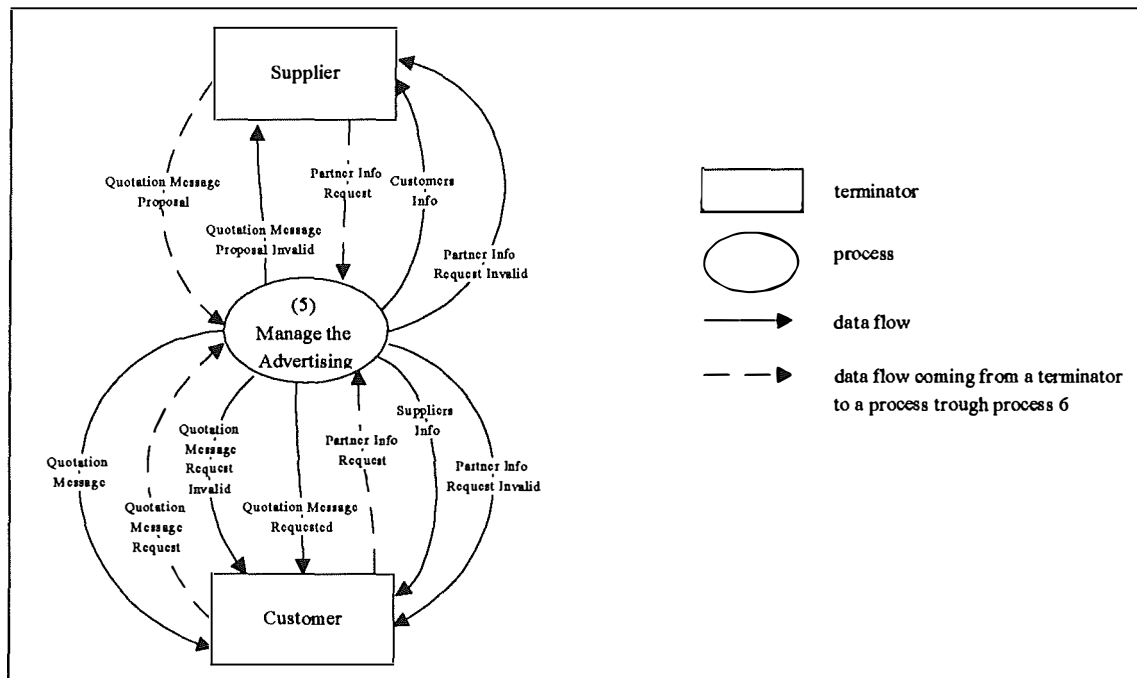 Supplier
Quotation Message
Proposal
Partner Info
Request
Customers
Info
Quotation Message
Proposal Invalid
Partner Info
Request Invalid
(5)
Manage the
Advertising
Quotation
Message
Quotation
Message
Request
Quotation
Message
Request
Invalid
Quotation Message
Requested
Partner Info
Request
Suppliers
Info
Partner Info
Request Invalid
Customer
terminator
process
data flow
data flow coming from a terminator
to a process trough process 6